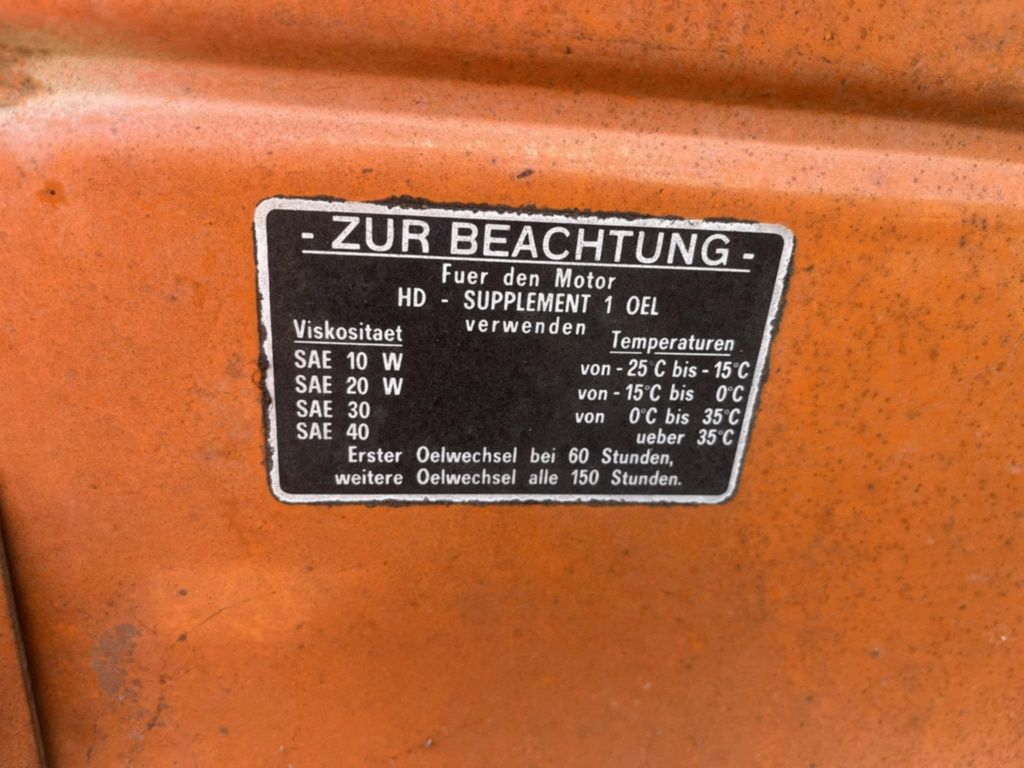 - ZUR BEACHTUNG -
Fuer den Motor
HD - SUPPLEMENT 1 OEL
verwenden
Viskositaet Temperaturen
SAE 10 W von - 25°C bis - 15°C
SAE 20 W von - 15°C bis 0°C
SAE 30 von 0°C bis 35°C
SAE 40 ueber 35°C
Erster Oelwechsel bei 60 Stunden,
weitere Oelwechsel alle 150 Stunden.